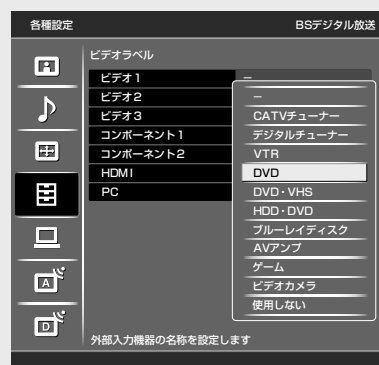 各種設定
BSデジタル放送
ビデオラベル
ビデオ1 －
ビデオ2
ビデオ3
コンポーネント1
コンポーネント2
HDMI
PC
－
CATVチューナー
デジタルチューナー
VTR
DVD
DVD・VHS
HDD・DVD
ブルーレイディスク
AVアンプ
ゲーム
ビデオカメラ
使用しない
A
D
外部入力機器の名称を設定します